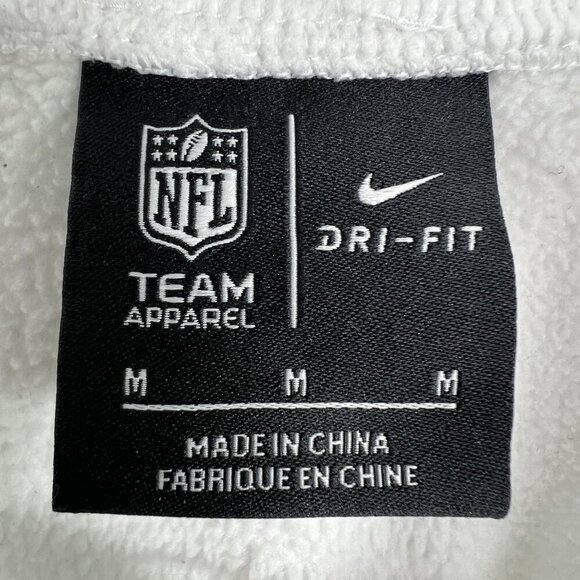 NFL
TEAM
APPAREL
DRI-FIT
M M M
MADE IN CHINA
FABRIQUE EN CHINE